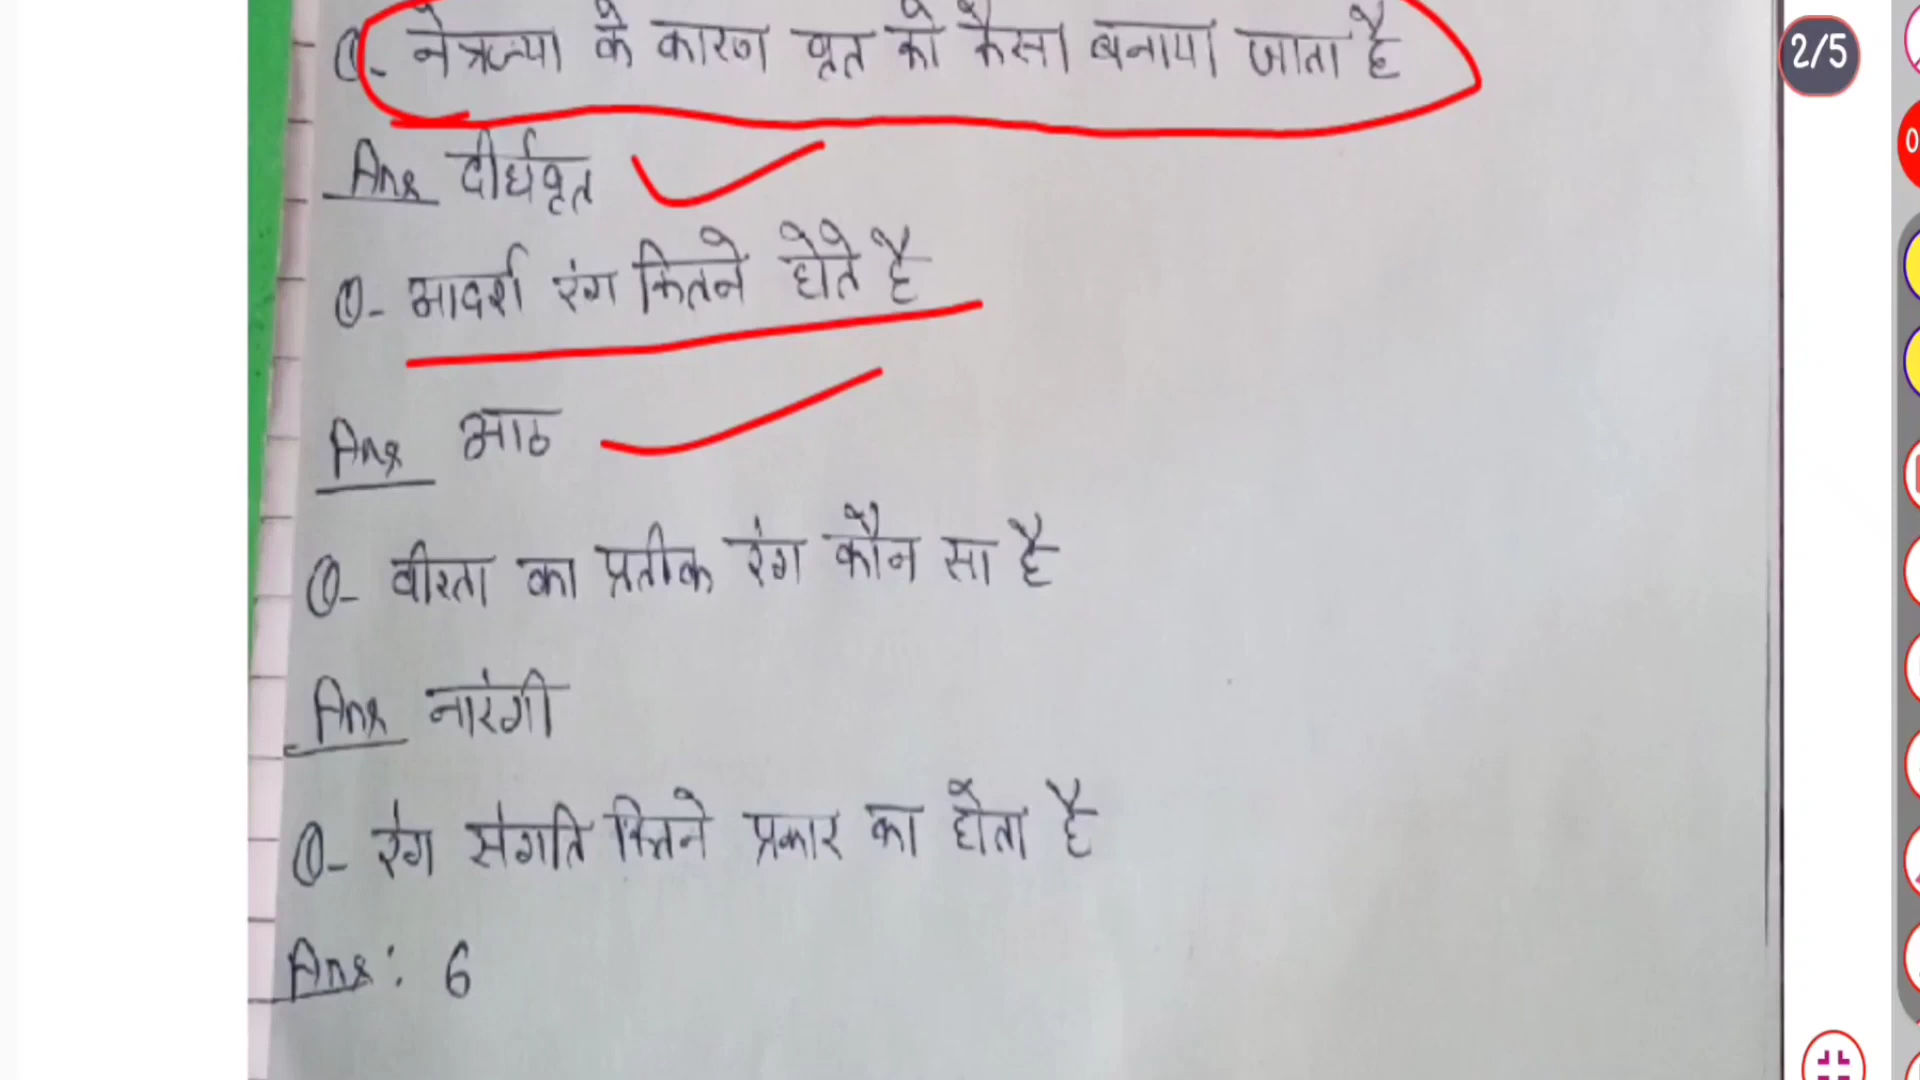 Q- नेत्रज्या के कारण वृत को कैसा बनाया जाता है
2/5
Ans दीर्घवृत
Q- आदर्श रंग कितने होते है
Ans आठ
Q- वीरता का प्रतीक रंग कौन सा है
Ans नारंगी
Q- रंग संगति कितने प्रकार का होता है
Ans: 6